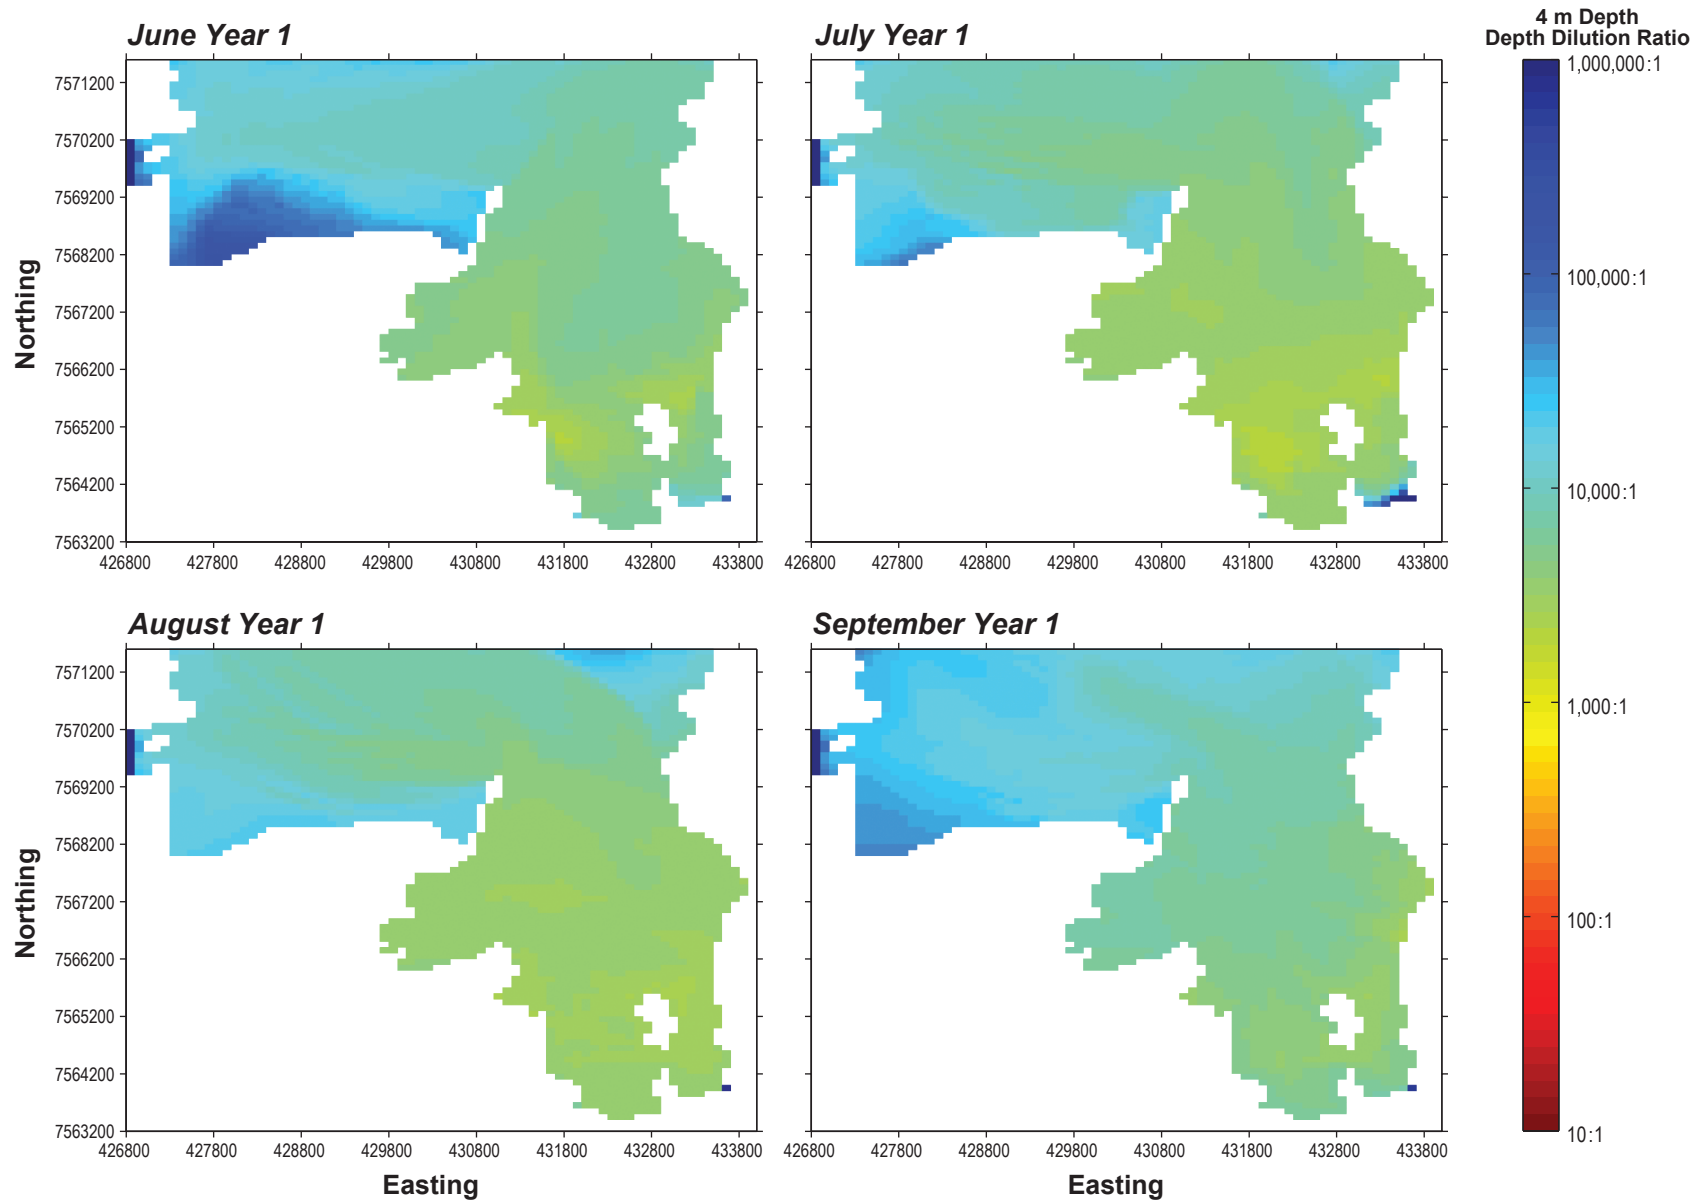 June Year 1
July Year 1
4 m Depth
Depth Dilution Ratio
7571200
7570200
7569200
7568200
7567200
7566200
7565200
7564200
7563200
Northing
426800 427800 428800 429800 430800 431800 432800 433800
426800 427800 428800 429800 430800 431800 432800 433800
August Year 1
September Year 1
7571200
7570200
7569200
7568200
7567200
7566200
7565200
7564200
7563200
Northing
426800 427800 428800 429800 430800 431800 432800 433800
426800 427800 428800 429800 430800 431800 432800 433800
Easting
Easting
1,000,000:1
100,000:1
10,000:1
1,000:1
100:1
10:1